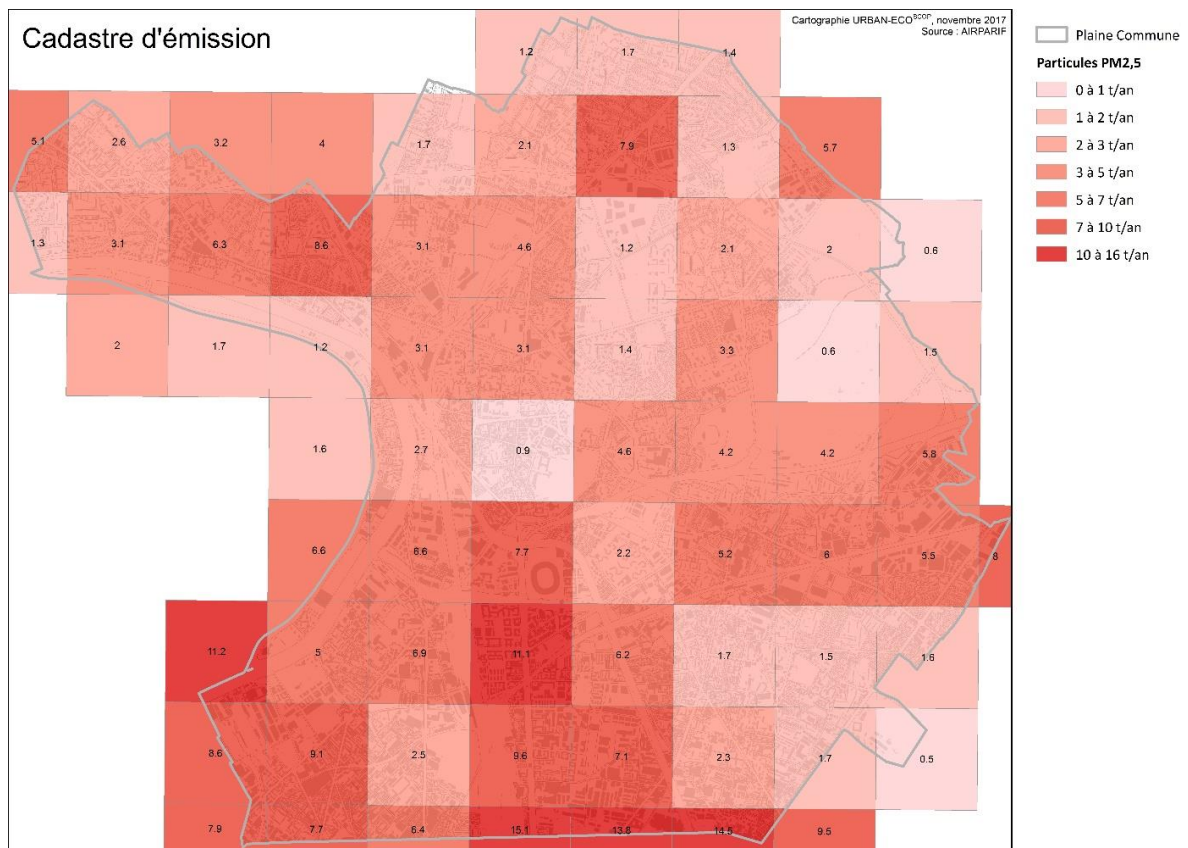 Cadastre d'émission
Cartographie URBAN-ECO SCOP, novembre 2017
Source : AIRPARIF
Plaine Commune
Particules PM2,5
0 à 1 t/an
1 à 2 t/an
2 à 3 t/an
3 à 5 t/an
5 à 7 t/an
7 à 10 t/an
10 à 16 t/an
1.2 1.7 1.4
5.1 2.6 3.2 4 1.7 2.1 7.9 1.3 5.7
1.3 3.1 6.3 8.6 3.1 4.6 1.2 2.1 2 0.6
2 1.7 1.2 3.1 3.1 1.4 3.3 0.6 1.5
1.6 2.7 0.9 4.6 4.2 4.2 5.8
6.6 6.6 7.7 2.2 5.2 6 5.5 8
11.2 5 6.9 11.1 6.2 1.7 1.5 1.6
8.6 9.1 2.5 9.6 7.1 2.3 1.7 0.5
7.9 7.7 6.4 15.1 13.8 14.5 9.5